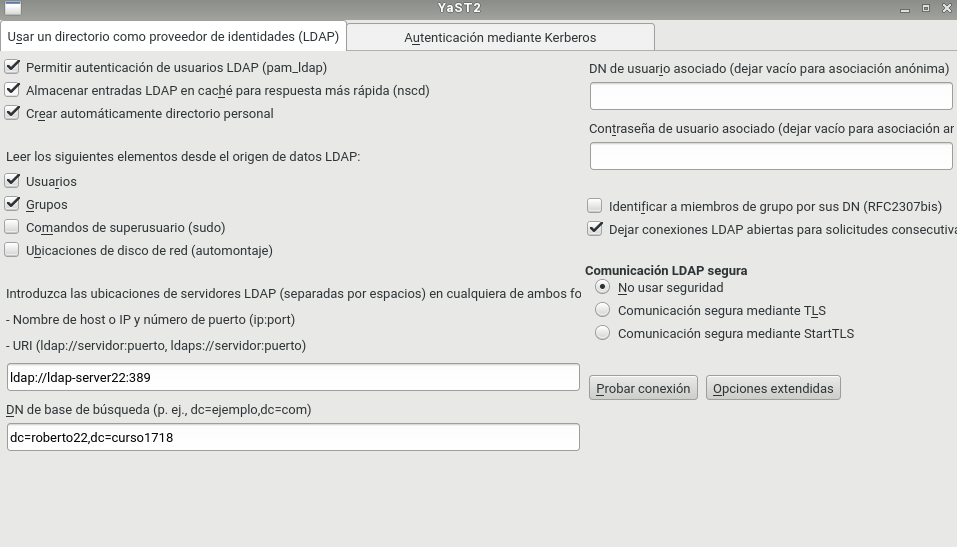 YaST2
Usar un directorio como proveedor de identidades (LDAP)
Autenticación mediante Kerberos
Permitir autenticación de usuarios LDAP (pam_ldap)
Almacenar entradas LDAP en caché para respuesta más rápida (nscd)
Crear automáticamente directorio personal
Leer los siguientes elementos desde el origen de datos LDAP:
Usuarios
Grupos
Comandos de superusuario (sudo)
Ubicaciones de disco de red (automontaje)
Introduzca las ubicaciones de servidores LDAP (separadas por espacios) en cualquiera de ambos fo
- Nombre de host o IP y número de puerto (ip:port)
- URI (ldap://servidor:puerto, ldaps://servidor:puerto)
ldap://ldap-server22:389
DN de base de búsqueda (p. ej., dc=ejemplo,dc=com)
dc=roberto22,dc=curso1718
DN de usuario asociado (dejar vacío para asociación anónima)
Contraseña de usuario asociado (dejar vacío para asociación ar
Identificar a miembros de grupo por sus DN (RFC2307bis)
Dejar conexiones LDAP abiertas para solicitudes consecutiva
Comunicación LDAP segura
No usar seguridad
Comunicación segura mediante TLS
Comunicación segura mediante StartTLS
Probar conexión
Opciones extendidas